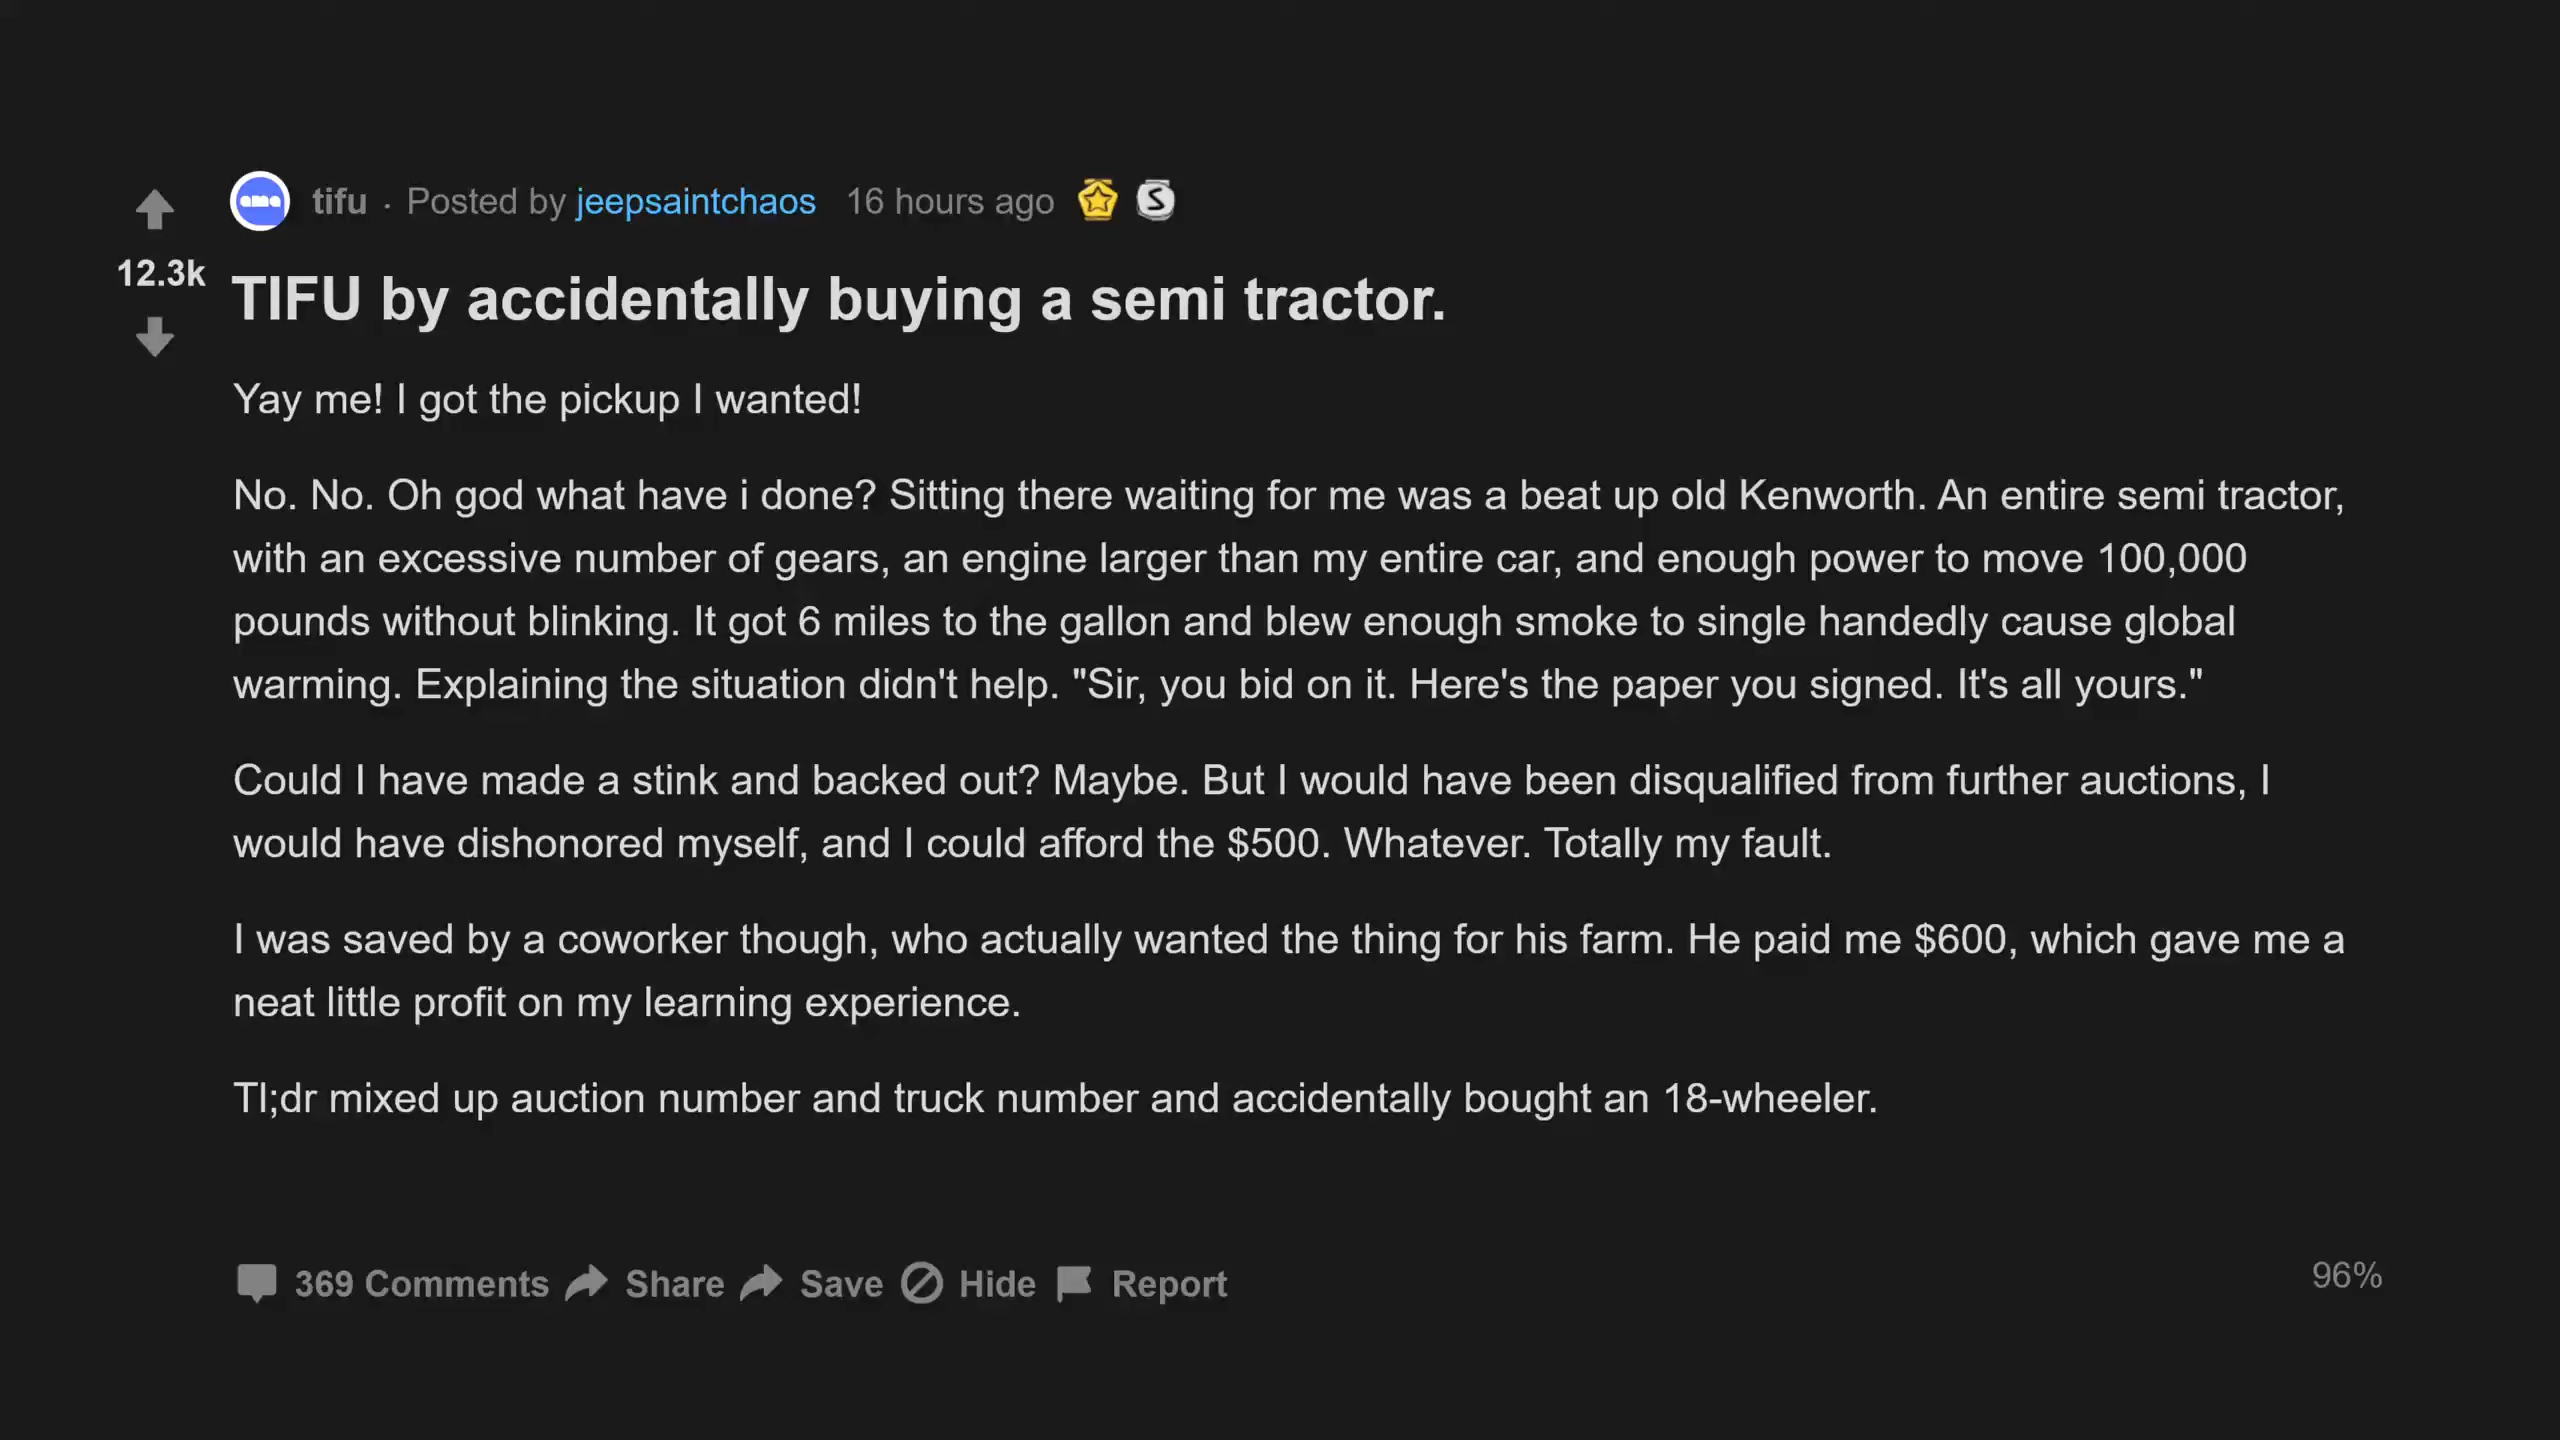 tifu · Posted by jeepsaintchaos 16 hours ago
12.3k
TIFU by accidentally buying a semi tractor.
Yay me! I got the pickup I wanted!
No. No. Oh god what have i done? Sitting there waiting for me was a beat up old Kenworth. An entire semi tractor,
with an excessive number of gears, an engine larger than my entire car, and enough power to move 100,000
pounds without blinking. It got 6 miles to the gallon and blew enough smoke to single handedly cause global
warming. Explaining the situation didn't help. "Sir, you bid on it. Here's the paper you signed. It's all yours."
Could I have made a stink and backed out? Maybe. But I would have been disqualified from further auctions, I
would have dishonored myself, and I could afford the $500. Whatever. Totally my fault.
I was saved by a coworker though, who actually wanted the thing for his farm. He paid me $600, which gave me a
neat little profit on my learning experience.
Tl;dr mixed up auction number and truck number and accidentally bought an 18-wheeler.
369 Comments Share Save Hide Report
96%